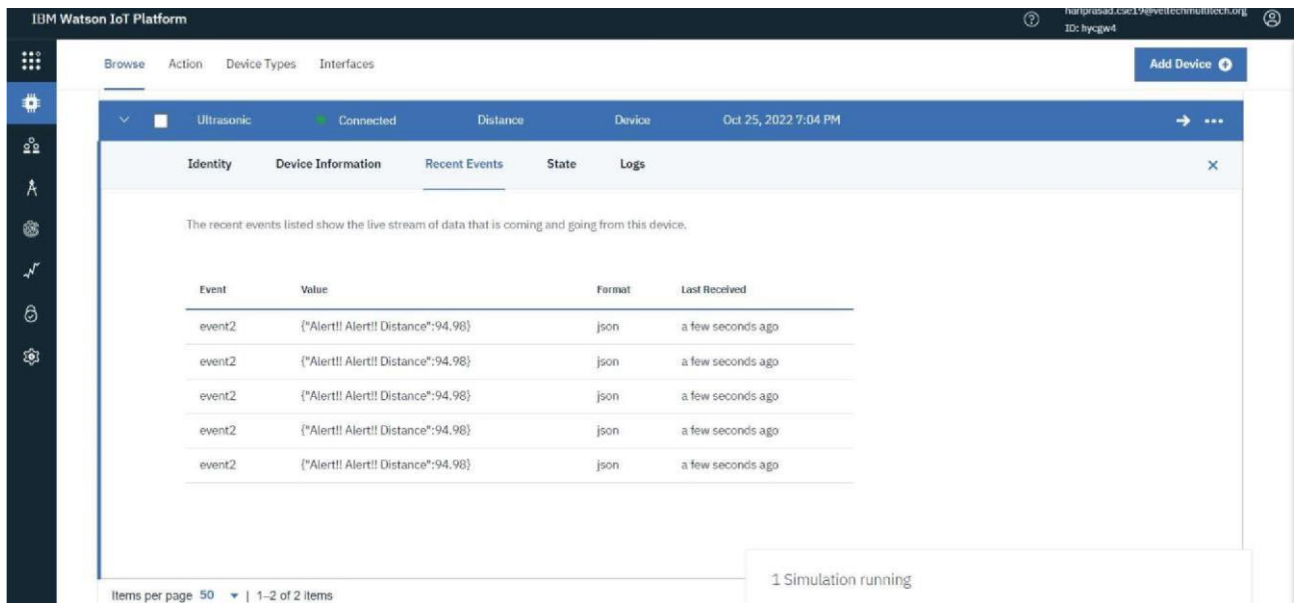 IBM Watson IoT Platform
hariprasad.cse19@veltechmultitech.org
ID: hycgw4
Browse Action Device Types Interfaces
Add Device
Ultrasonic Connected Distance Device Oct 25, 2022 7:04 PM
Identity Device Information Recent Events State Logs
The recent events listed show the live stream of data that is coming and going from this device.
Event Value Format Last Received
event2 {"Alert!! Alert!! Distance":94.98} json a few seconds ago
event2 {"Alert!! Alert!! Distance":94.98} json a few seconds ago
event2 {"Alert!! Alert!! Distance":94.98} json a few seconds ago
event2 {"Alert!! Alert!! Distance":94.98} json a few seconds ago
event2 {"Alert!! Alert!! Distance":94.98} json a few seconds ago
1 Simulation running
Items per page 50 | 1–2 of 2 items